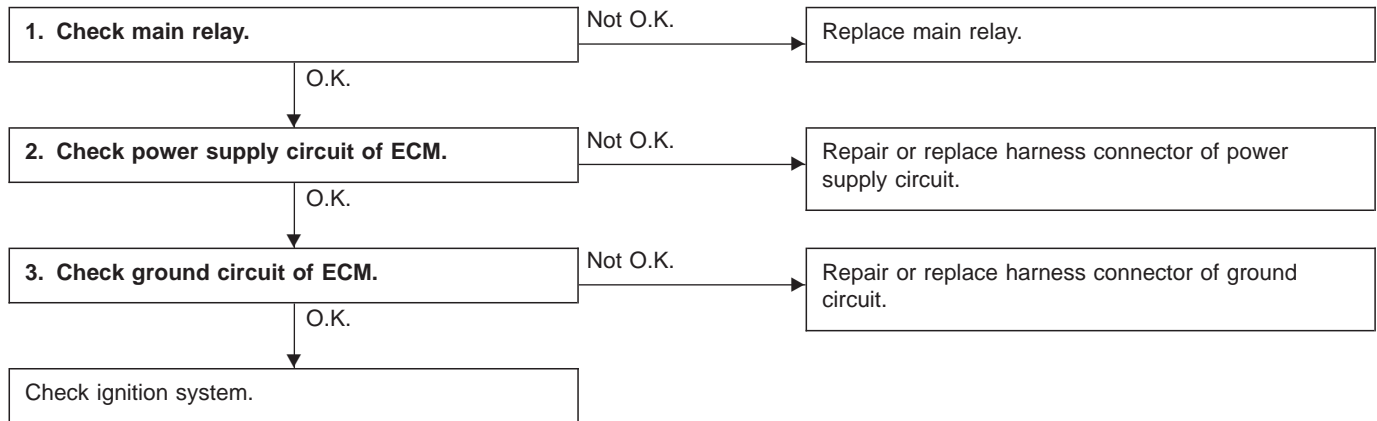 1. Check main relay.
Not O.K.
Replace main relay.
O.K.
2. Check power supply circuit of ECM.
Not O.K.
Repair or replace harness connector of power
supply circuit.
O.K.
3. Check ground circuit of ECM.
Not O.K.
Repair or replace harness connector of ground
circuit.
O.K.
Check ignition system.